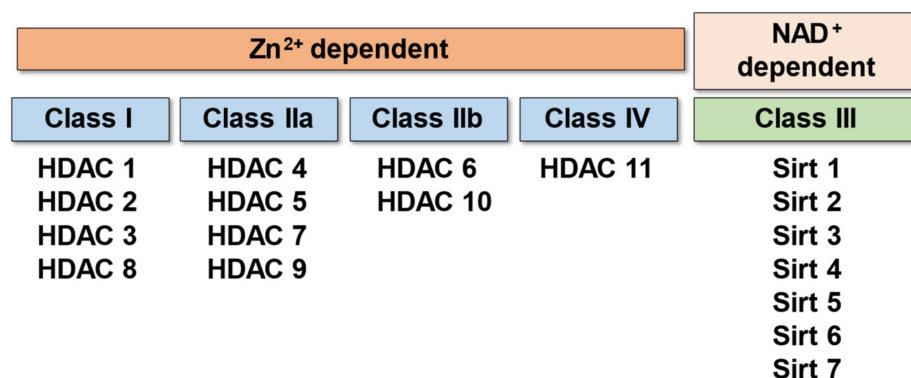 Zn²⁺ dependent
NAD⁺
dependent
Class I
HDAC 1
HDAC 2
HDAC 3
HDAC 8
Class IIa
HDAC 4
HDAC 5
HDAC 7
HDAC 9
Class IIb
HDAC 6
HDAC 10
Class IV
HDAC 11
Class III
Sirt 1
Sirt 2
Sirt 3
Sirt 4
Sirt 5
Sirt 6
Sirt 7